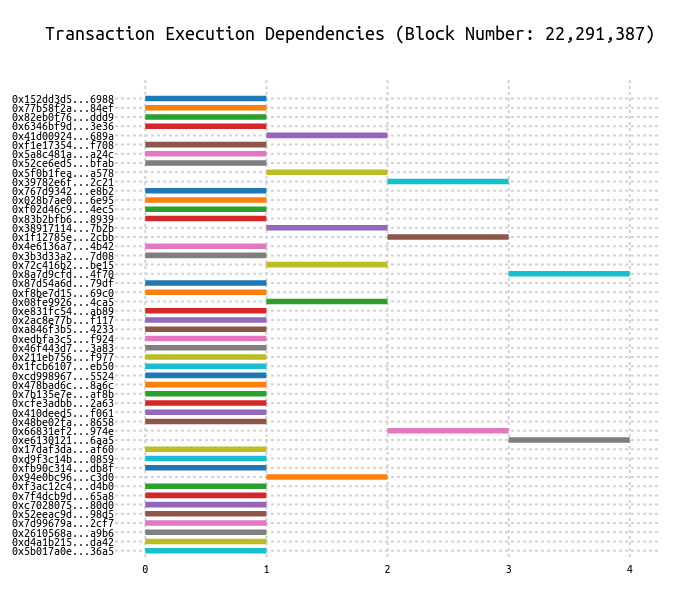 Transaction Execution Dependencies (Block Number: 22,291,387)
0x152dd3d5...6988
0x77b58f2a...84ef
0x82eb0f76...ddd9
0x6346bf9d...3e36
0x41d00924...689a
0xf1e17354...f708
0x5a8c481a...a24c
0x52ce6ed5...bfab
0x5f0b1fea...a578
0x39782e6f...2c21
0x767d9342...e8b2
0x028b7ae0...6e95
0xf02d46c9...4ec5
0x83b2bfb6...8939
0x38917114...7b2b
0x1f12785e...2cbb
0x4e6136a7...4b42
0x3b3d33a2...7d08
0x72c416b2...be15
0x8a7d9cfd...4f70
0x87d54a6d...79df
0xf8be7d15...69c0
0x08fe9926...4ca5
0xe831fc54...ab89
0x2ac8e77b...f117
0xa846f3b5...4233
0xedbfa3c5...f924
0x46f443d7...3a83
0x211eb756...f977
0x1fcb6107...eb50
0xcd998967...5524
0x478bad6c...8a6c
0x7b135e7e...af8b
0xcfe3adbb...2a63
0x410deed5...f061
0x48be02fa...8658
0x66831ef2...974e
0xe6130121...6aa5
0x17daf3da...af60
0xd9f3c14b...0859
0xfb90c314...db8f
0x94e0bc96...c3d0
0xf3ac12c4...d4b0
0x7f4dcb9d...65a8
0xc7028075...80d0
0x52eeac9d...98d5
0x7d99679a...2cf7
0x2610568a...a9b6
0xd4a1b215...da42
0x5b017a0e...36a5
0 1 2 3 4